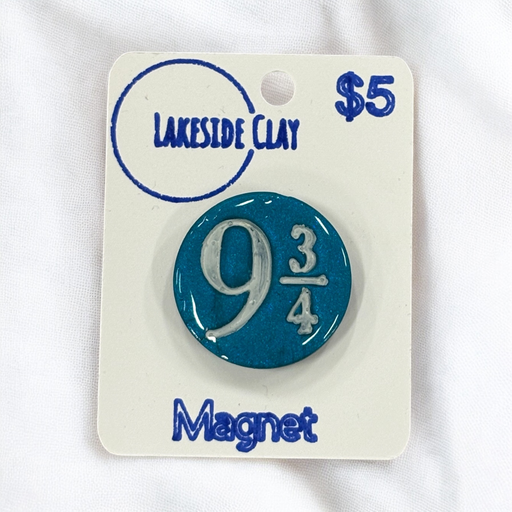 Lakeside Clay
$5
9 3/4
Magnet